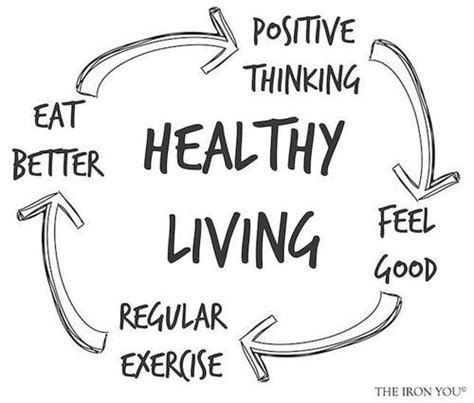 POSITIVE
THINKING
EAT
BETTER
HEALTHY
LIVING
FEEL
GOOD
REGULAR
EXERCISE
THE IRON YOU©